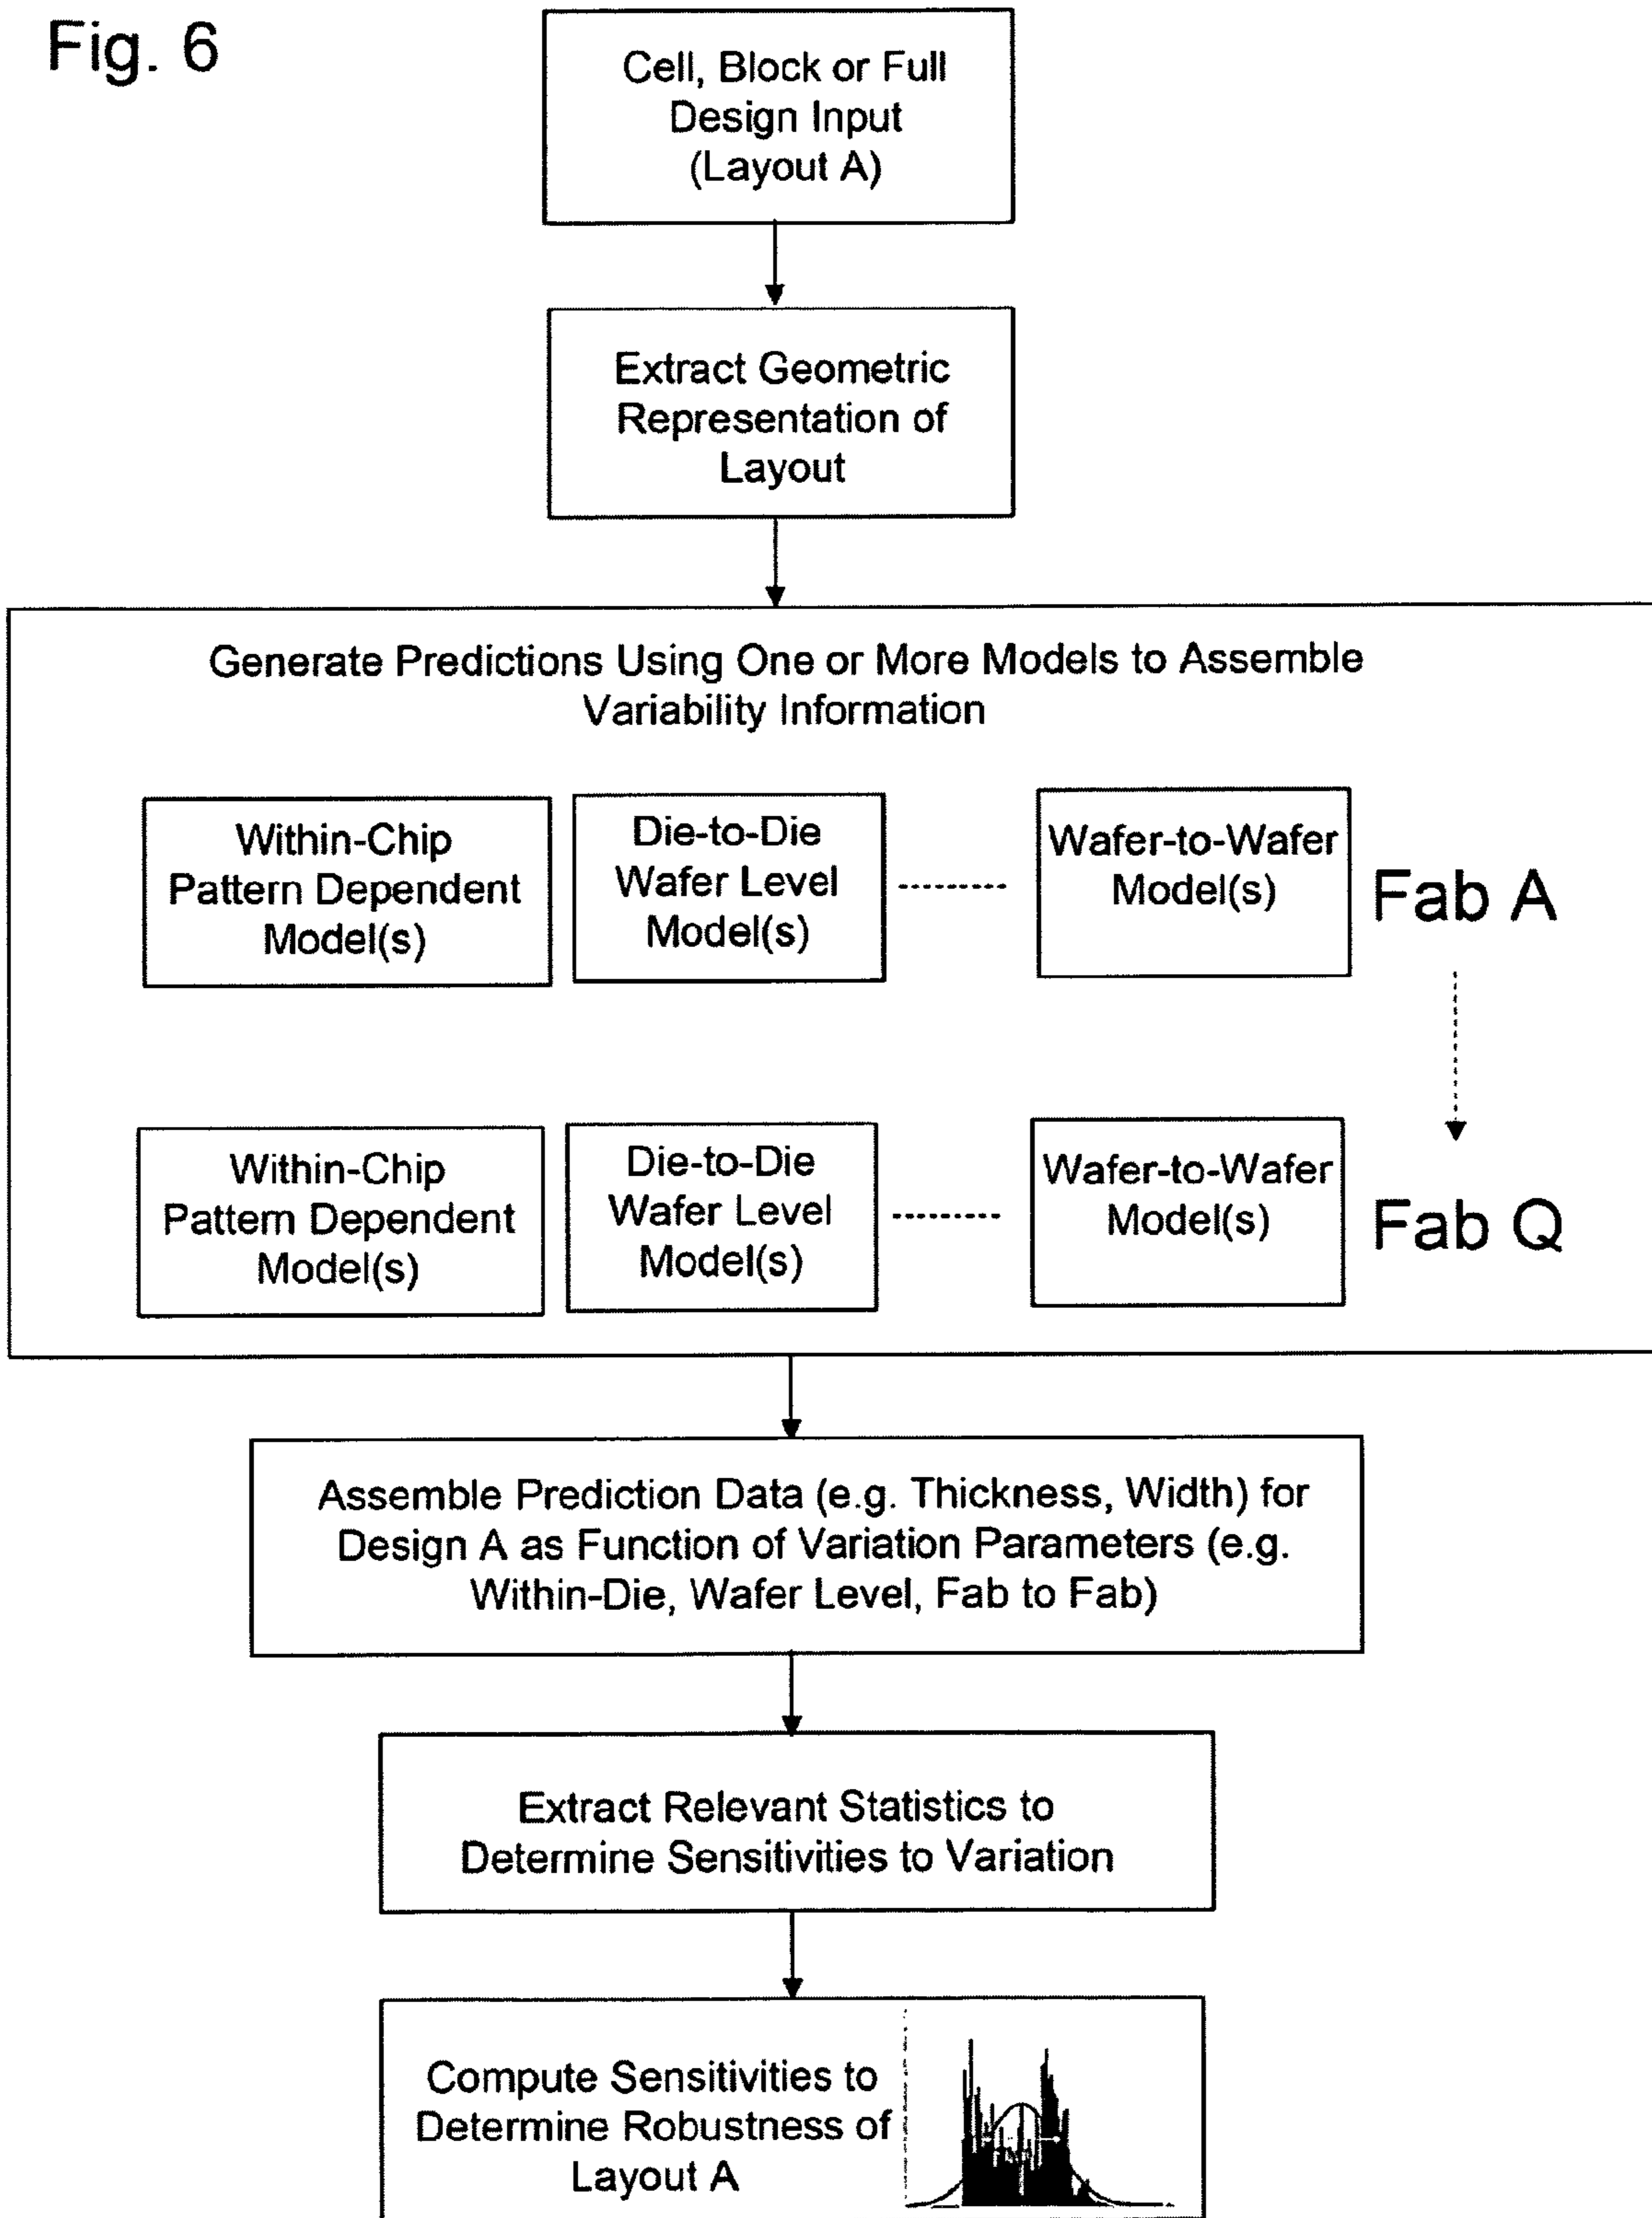 Fig. 6
Cell, Block or Full
Design Input
(Layout A)
Extract Geometric
Representation of
Layout
Generate Predictions Using One or More Models to Assemble
Variability Information
Within-Chip
Pattern Dependent
Model(s)
Die-to-Die
Wafer Level
Model(s)
Wafer-to-Wafer
Model(s)
Fab A
Within-Chip
Pattern Dependent
Model(s)
Die-to-Die
Wafer Level
Model(s)
Wafer-to-Wafer
Model(s)
Fab Q
Assemble Prediction Data (e.g. Thickness, Width) for
Design A as Function of Variation Parameters (e.g.
Within-Die, Wafer Level, Fab to Fab)
Extract Relevant Statistics to
Determine Sensitivities to Variation
Compute Sensitivities to
Determine Robustness of
Layout A